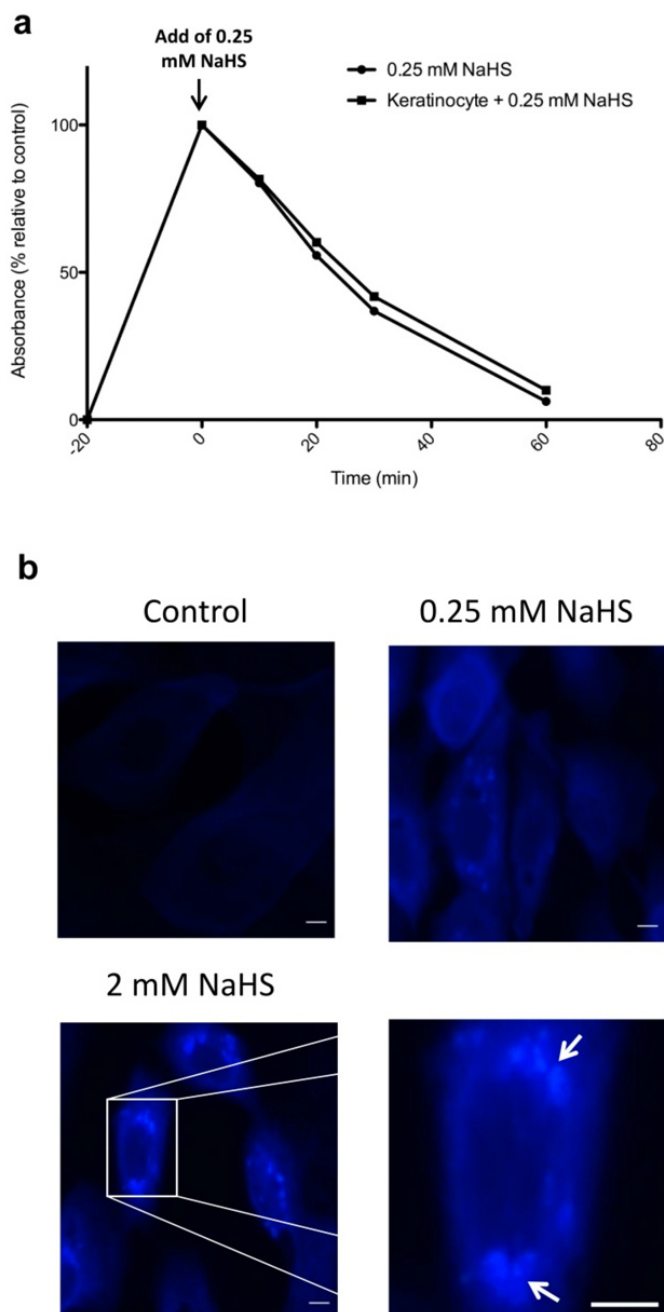 a
Add of 0.25
mM NaHS
0.25 mM NaHS
Keratinocyte + 0.25 mM NaHS
Absorbance (% relative to control)
100
50
0
-20
0
20
40
60
80
Time (min)
b
Control
0.25 mM NaHS
2 mM NaHS